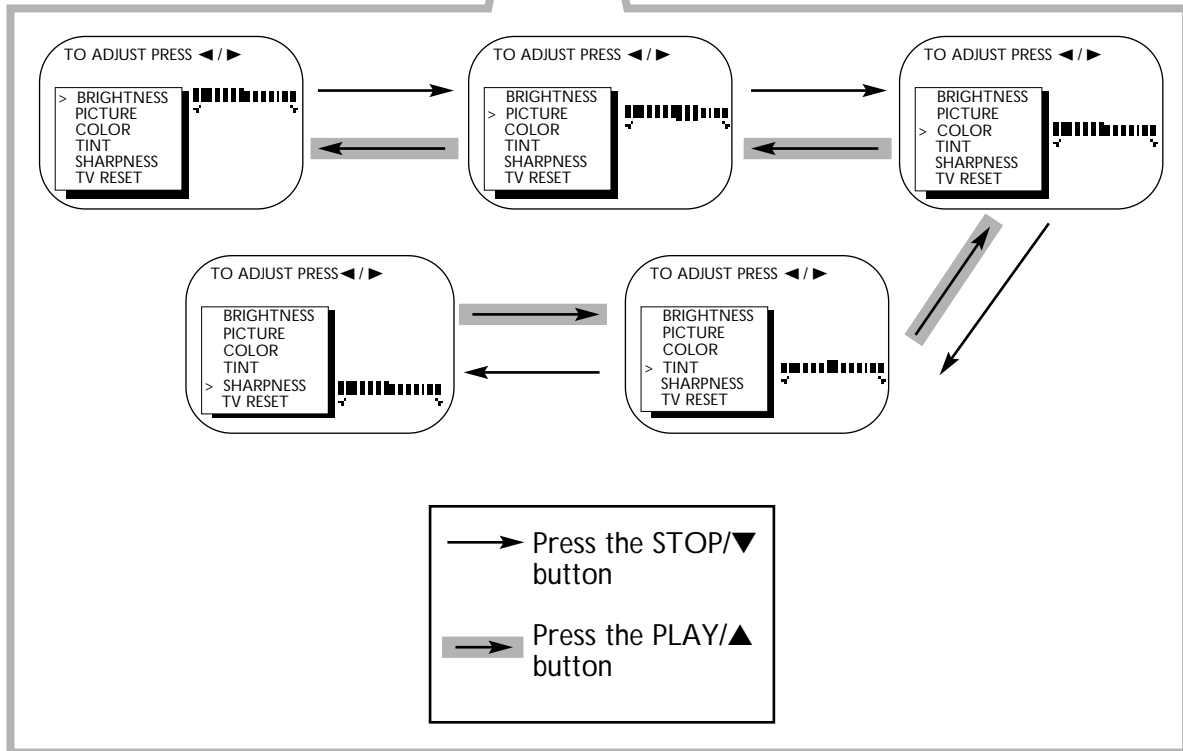 TO ADJUST PRESS ◄ / ►
> BRIGHTNESS
PICTURE
COLOR
TINT
SHARPNESS
TV RESET
TO ADJUST PRESS ◄ / ►
BRIGHTNESS
> PICTURE
COLOR
TINT
SHARPNESS
TV RESET
TO ADJUST PRESS ◄ / ►
BRIGHTNESS
PICTURE
> COLOR
TINT
SHARPNESS
TV RESET
TO ADJUST PRESS ◄ / ►
BRIGHTNESS
PICTURE
COLOR
TINT
> SHARPNESS
TV RESET
TO ADJUST PRESS ◄ / ►
BRIGHTNESS
PICTURE
COLOR
> TINT
SHARPNESS
TV RESET
Press the STOP/▼
button
Press the PLAY/▲
button